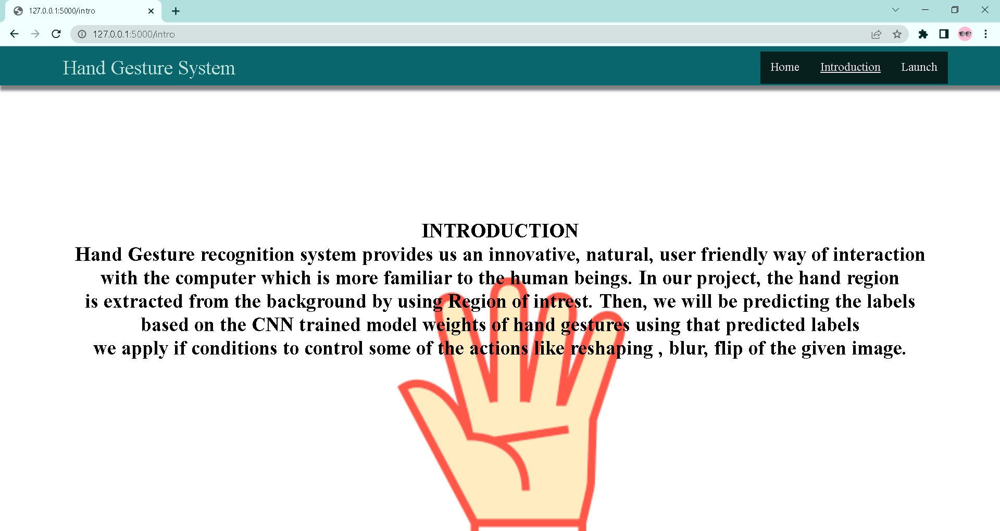 127.0.0.1:5000/intro
127.0.0.1:5000/intro
Hand Gesture System
Home Introduction Launch
INTRODUCTION
Hand Gesture recognition system provides us an innovative, natural, user friendly way of interaction
with the computer which is more familiar to the human beings. In our project, the hand region
is extracted from the background by using Region of intrest. Then, we will be predicting the labels
based on the CNN trained model weights of hand gestures using that predicted labels
we apply if conditions to control some of the actions like reshaping , blur, flip of the given image.